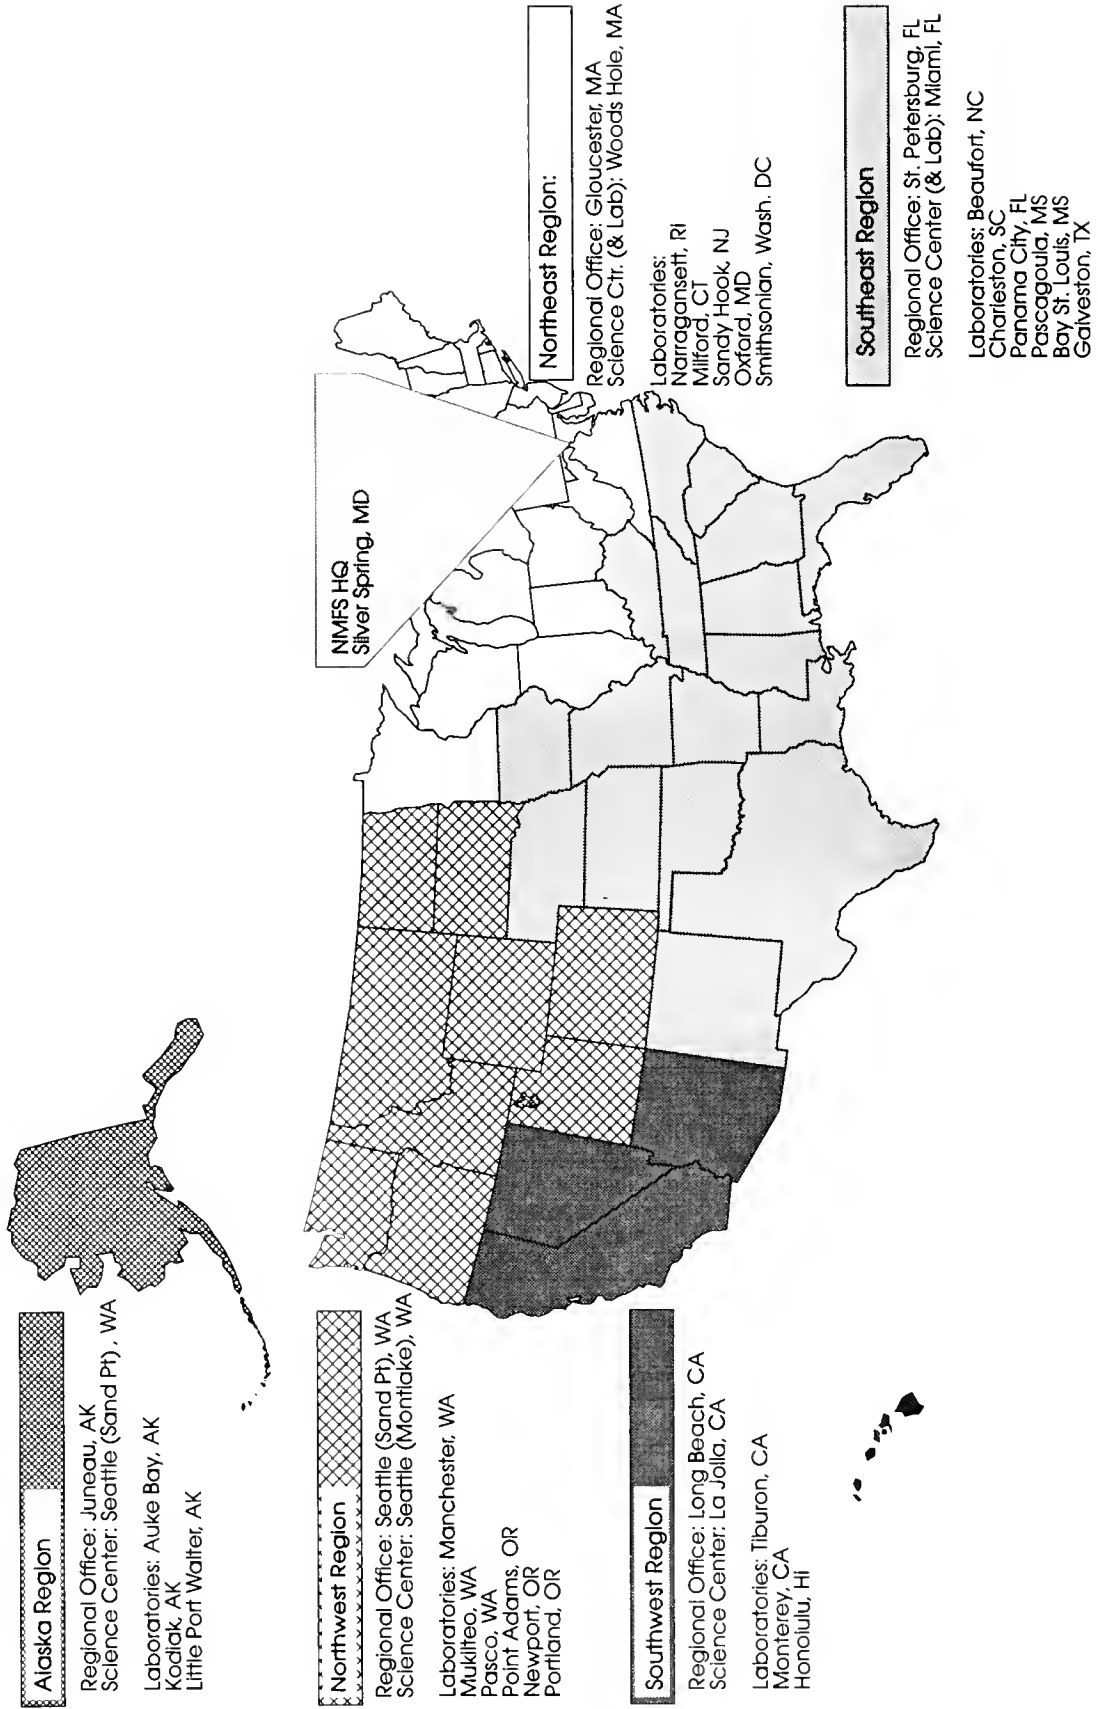 Alaska Region
Regional Office: Juneau, AK
Science Center: Seattle (Sand Pt) , WA
Laboratories: Auke Bay, AK
Kodiak, AK
Little Port Walter, AK
Northwest Region
Regional Office: Seattle (Sand Pt), WA
Science Center: Seattle (Montlake), WA
Laboratories: Manchester, WA
Mukilteo, WA
Pasco, WA
Point Adams, OR
Newport, OR
Portland, OR
Southwest Region
Regional Office: Long Beach, CA
Science Center: La Jolla, CA
Laboratories: Tiburon, CA
Monterey, CA
Honolulu, HI
NMFS HQ
Silver Spring, MD
Northeast Region:
Regional Office: Gloucester, MA
Science Ctr. (& Lab): Woods Hole, MA
Laboratories:
Narragansett, RI
Milford, CT
Sandy Hook, NJ
Oxford, MD
Smithsonian, Wash. DC
Southeast Region
Regional Office: St. Petersburg, FL
Science Center (& Lab): Miami, FL
Laboratories: Beaufort, NC
Charleston, SC
Panama City, FL
Pascagoula, MS
Bay St. Louis, MS
Galveston, TX